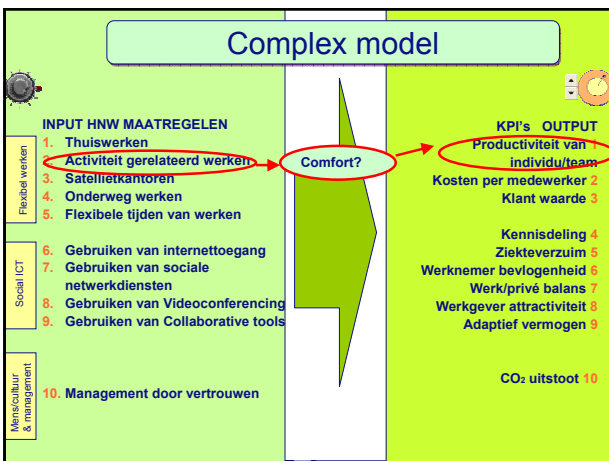 Complex model
INPUT HNW MAATREGELEN
Flexibel werken
1. Thuiswerken
2. Activiteit gerelateerd werken
3. Satellietkantoren
4. Onderweg werken
5. Flexibele tijden van werken
Social ICT
6. Gebruiken van internettoegang
7. Gebruiken van sociale
netwerkdiensten
8. Gebruiken van Videoconferencing
9. Gebruiken van Collaborative tools
Mens/cultuur
& management
10. Management door vertrouwen
Comfort?
KPI's OUTPUT
Productiviteit van 1
individu/team
Kosten per medewerker 2
Klant waarde 3
Kennisdeling 4
Ziekteverzuim 5
Werknemer bevlogenheid 6
Werk/privé balans 7
Werkgever attractiviteit 8
Adaptief vermogen 9
CO₂ uitstoot 10